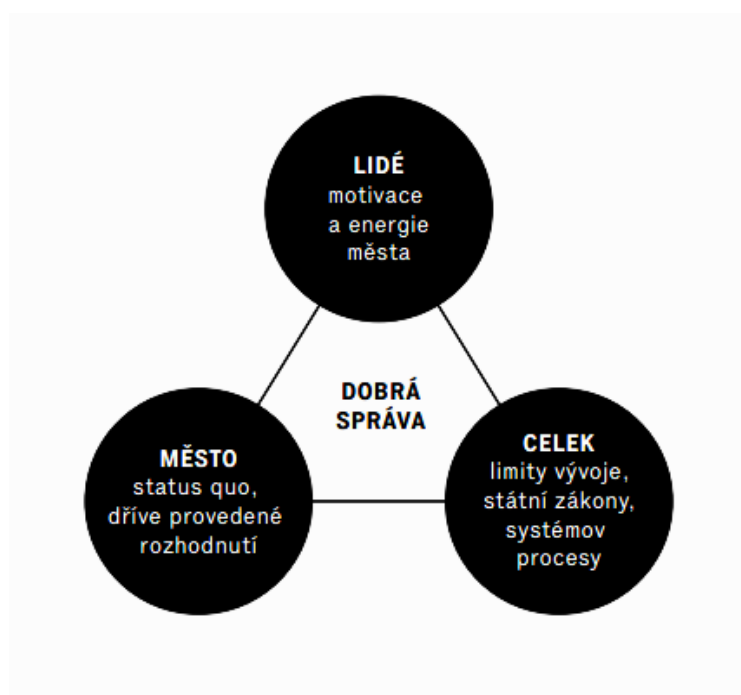 LIDÉ
motivace
a energie
města
DOBRÁ
SPRÁVA
MĚSTO
status quo,
dříve provedené
rozhodnutí
CELEK
limity vývoje,
státní zákony,
systémov
procesy